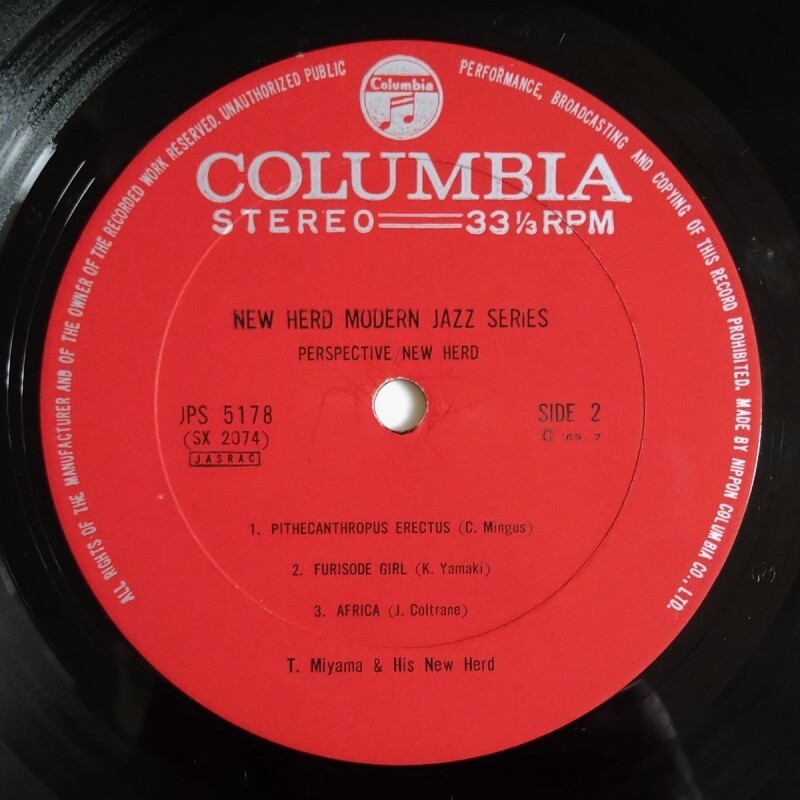 ALL RIGHTS OF THE MANUFACTURER AND OF THE OWNER OF THE RECORDED WORK RESERVED. UNAUTHORIZED PUBLIC PERFORMANCE, BROADCASTING AND COPYING OF THIS RECORD PROHIBITED. MADE BY NIPPON COLUMBIA CO., LTD.
Columbia
COLUMBIA
STEREO 33⅓RPM
NEW HERD MODERN JAZZ SERIES
PERSPECTIVE/NEW HERD
JPS 5178 SIDE 2
(SX 2074) Ⓒ '69. 7
JASRAC
1. PITHECANTHROPUS ERECTUS (C. Mingus)
2. FURISODE GIRL (K. Yamaki)
3. AFRICA (J. Coltrane)
T. Miyama & His New Herd